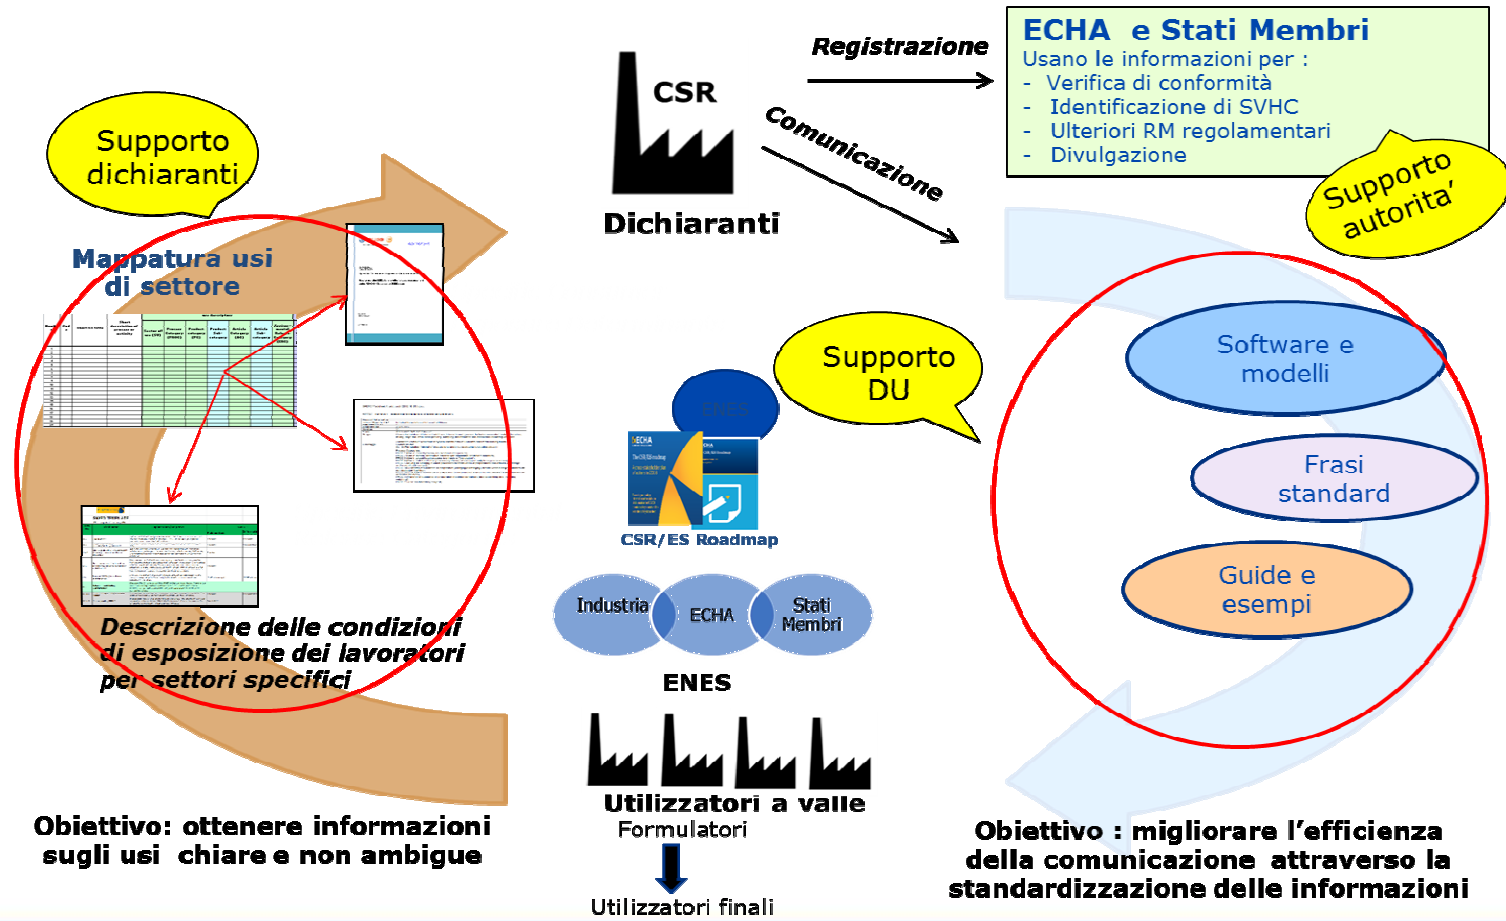 Registrazione
ECHA e Stati Membri
Usano le informazioni per :
- Verifica di conformità
- Identificazione di SVHC
- Ulteriori RM regolamentari
- Divulgazione
CSR
Comunicazione
Dichiaranti
Supporto
autorita’
Supporto
dichiaranti
Mappatura usi
di settore
Supporto
DU
ENES
ECHA
CSR/ES Roadmap
Software e
modelli
Frasi
standard
Guide e
esempi
Industria
ECHA
Stati
Membri
ENES
Descrizione delle condizioni
di esposizione dei lavoratori
per settori specifici
Utilizzatori a valle
Formulatori
Utilizzatori finali
Obiettivo: ottenere informazioni
sugli usi chiare e non ambigue
Obiettivo : migliorare l’efficienza
della comunicazione attraverso la
standardizzazione delle informazioni